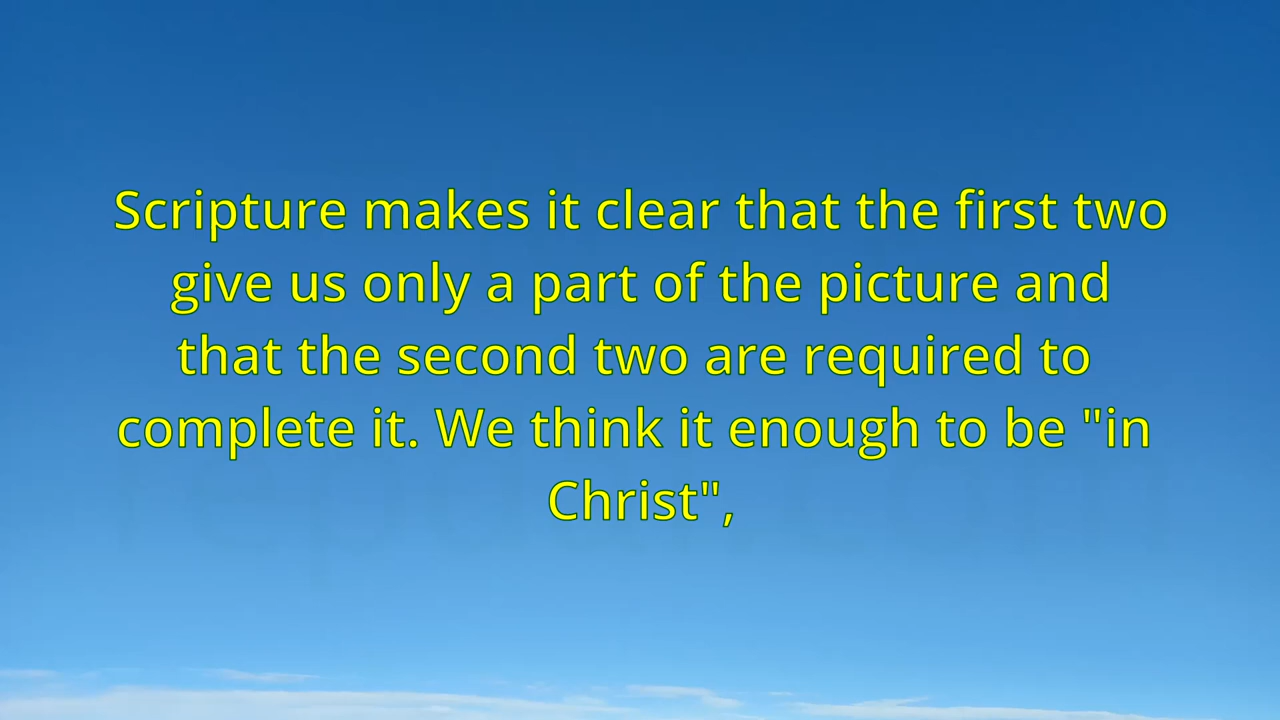 Scripture makes it clear that the first two
give us only a part of the picture and
that the second two are required to
complete it. We think it enough to be "in
Christ",